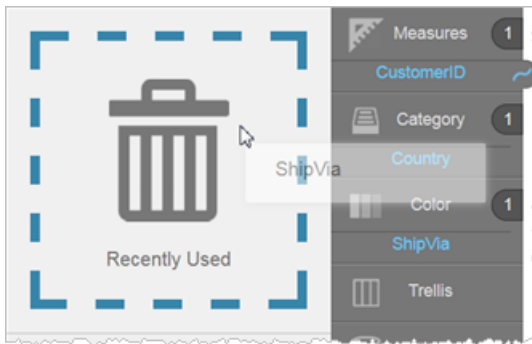 Measures 1
CustomerID
Category 1
ShipVia
Country
Color 1
ShipVia
Recently Used
Trellis